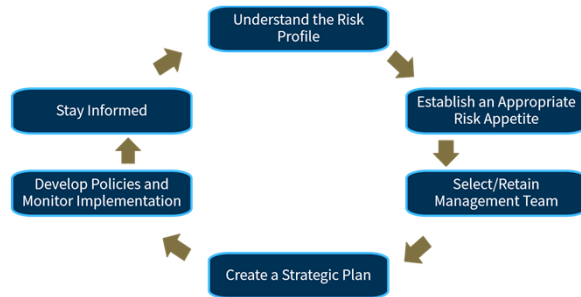 Understand the Risk
Profile
Establish an Appropriate
Risk Appetite
Select/Retain
Management Team
Create a Strategic Plan
Develop Policies and
Monitor Implementation
Stay Informed